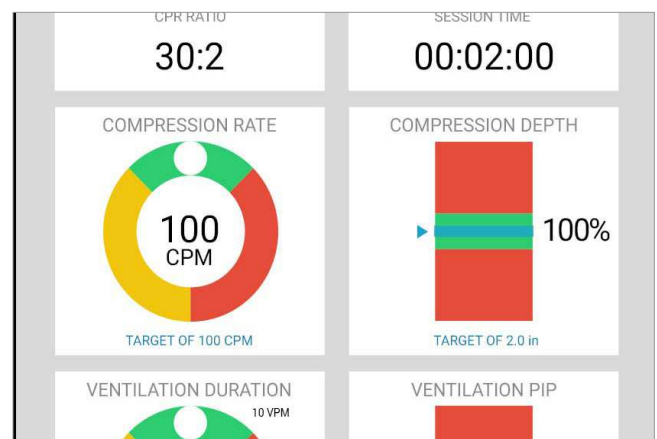 CPR RATIO
SESSION TIME
30:2
00:02:00
COMPRESSION RATE
COMPRESSION DEPTH
100
CPM
100%
TARGET OF 100 CPM
TARGET OF 2.0 in
VENTILATION DURATION
VENTILATION PIP
10 VPM